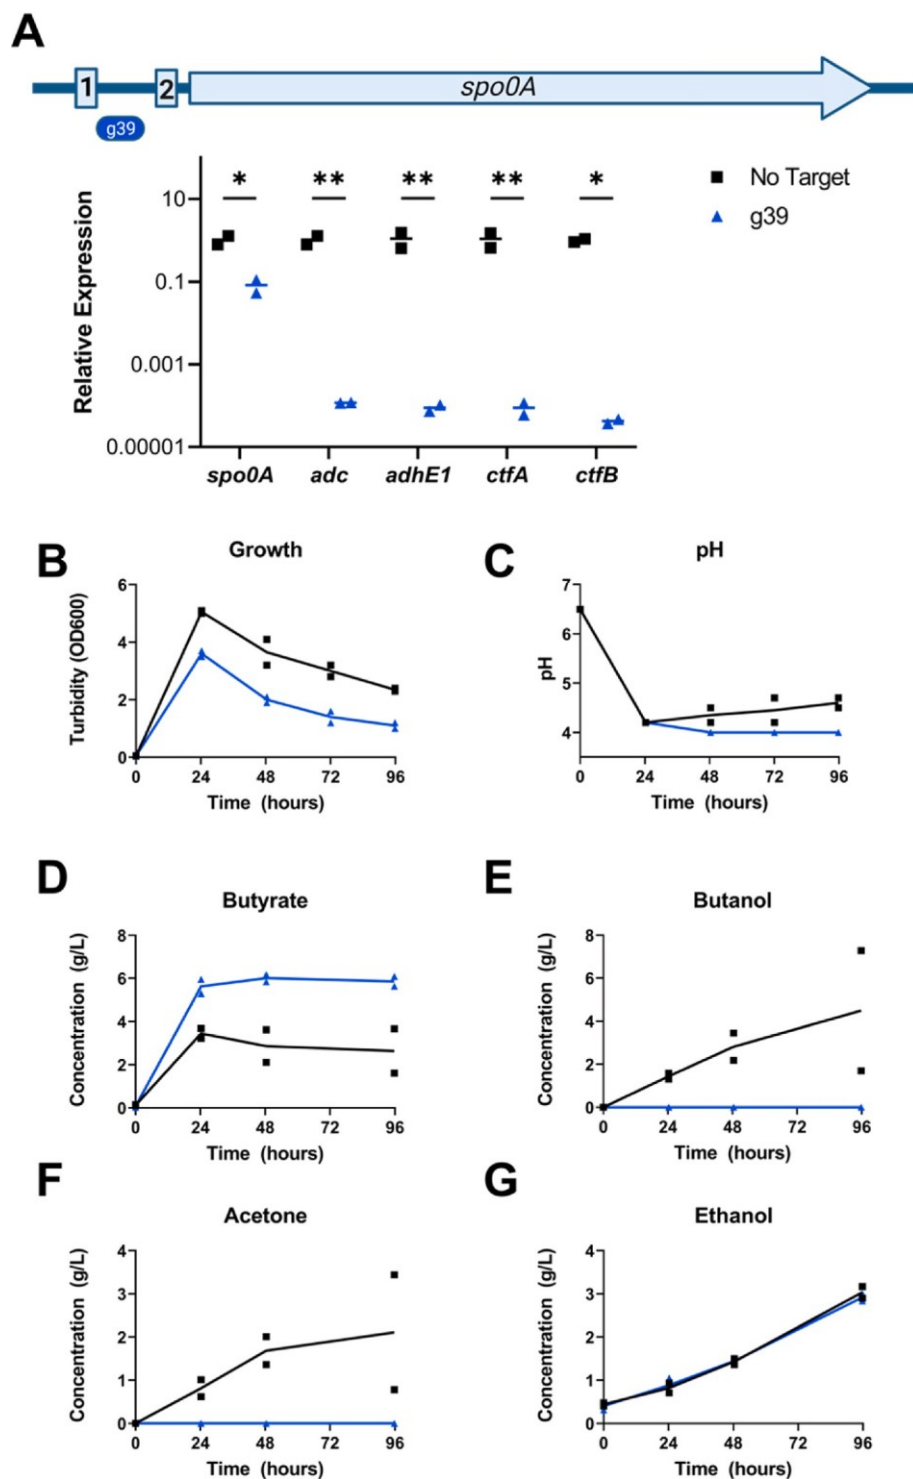 A
1
2
spo0A
g39
* ** ** ** *
No Target
g39
Relative Expression
10
0.1
0.001
0.00001
spo0A adc adhE1 ctfA ctfB
B
Growth
Turbidity (OD600)
6
4
2
0
0 24 48 72 96
Time (hours)
C
pH
pH
7
6
5
4
0 24 48 72 96
Time (hours)
D
Butyrate
Concentration (g/L)
8
6
4
2
0
0 24 48 72 96
Time (hours)
E
Butanol
Concentration (g/L)
8
6
4
2
0
0 24 48 72 96
Time (hours)
F
Acetone
Concentration (g/L)
4
3
2
1
0
0 24 48 72 96
Time (hours)
G
Ethanol
Concentration (g/L)
4
3
2
1
0
0 24 48 72 96
Time (hours)